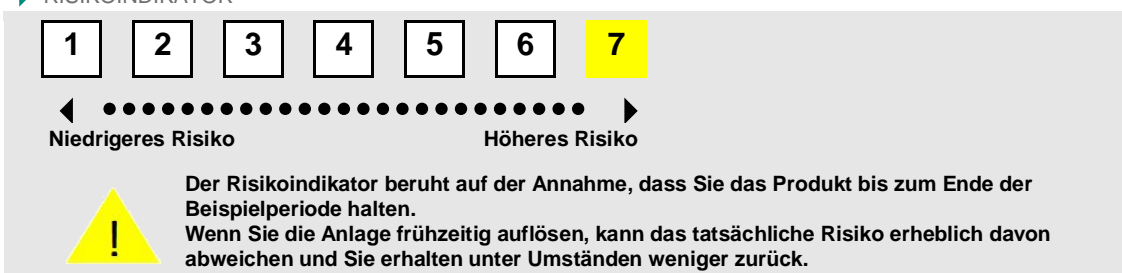 RISIKOINDIKATOR
1 2 3 4 5 6 7
Niedrigeres Risiko Höheres Risiko
Der Risikoindikator beruht auf der Annahme, dass Sie das Produkt bis zum Ende der
Beispielperiode halten.
Wenn Sie die Anlage frühzeitig auflösen, kann das tatsächliche Risiko erheblich davon
abweichen und Sie erhalten unter Umständen weniger zurück.
!